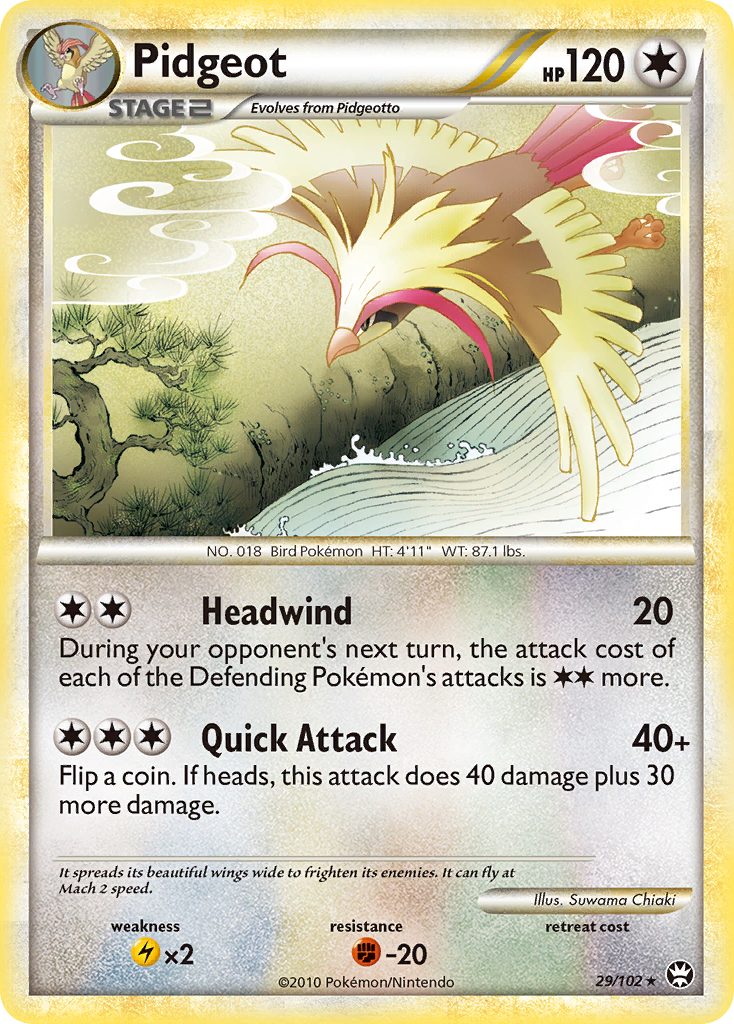 Pidgeot
HP 120
STAGE 2
Evolves from Pidgeotto
NO. 018 Bird Pokémon HT: 4'11" WT: 87.1 lbs.
Headwind 20
During your opponent's next turn, the attack cost of
each of the Defending Pokémon's attacks is more.
Quick Attack 40+
Flip a coin. If heads, this attack does 40 damage plus 30
more damage.
It spreads its beautiful wings wide to frighten its enemies. It can fly at
Mach 2 speed.
Illus. Suwama Chiaki
weakness resistance retreat cost
×2 -20
©2010 Pokémon/Nintendo
29/102 ★